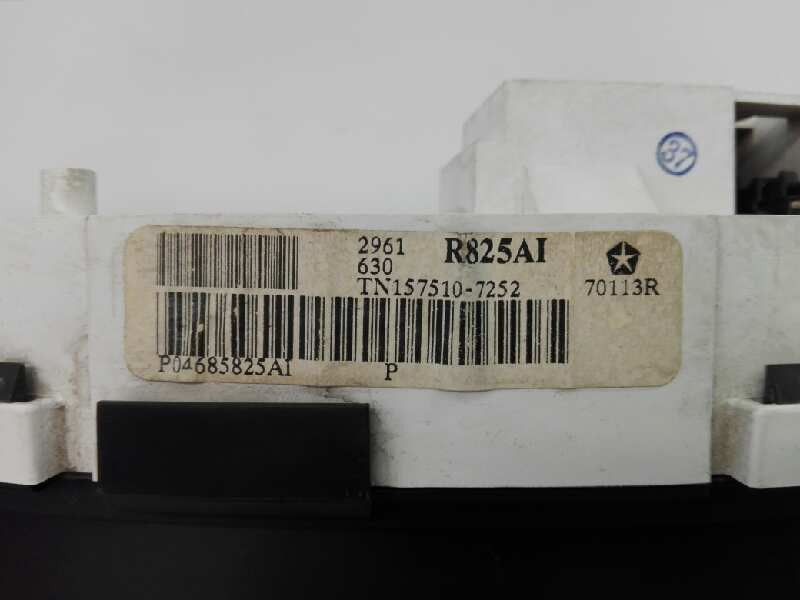 37
2961 R825AI
630
TN157510-7252
70113R
P04685825AI
P